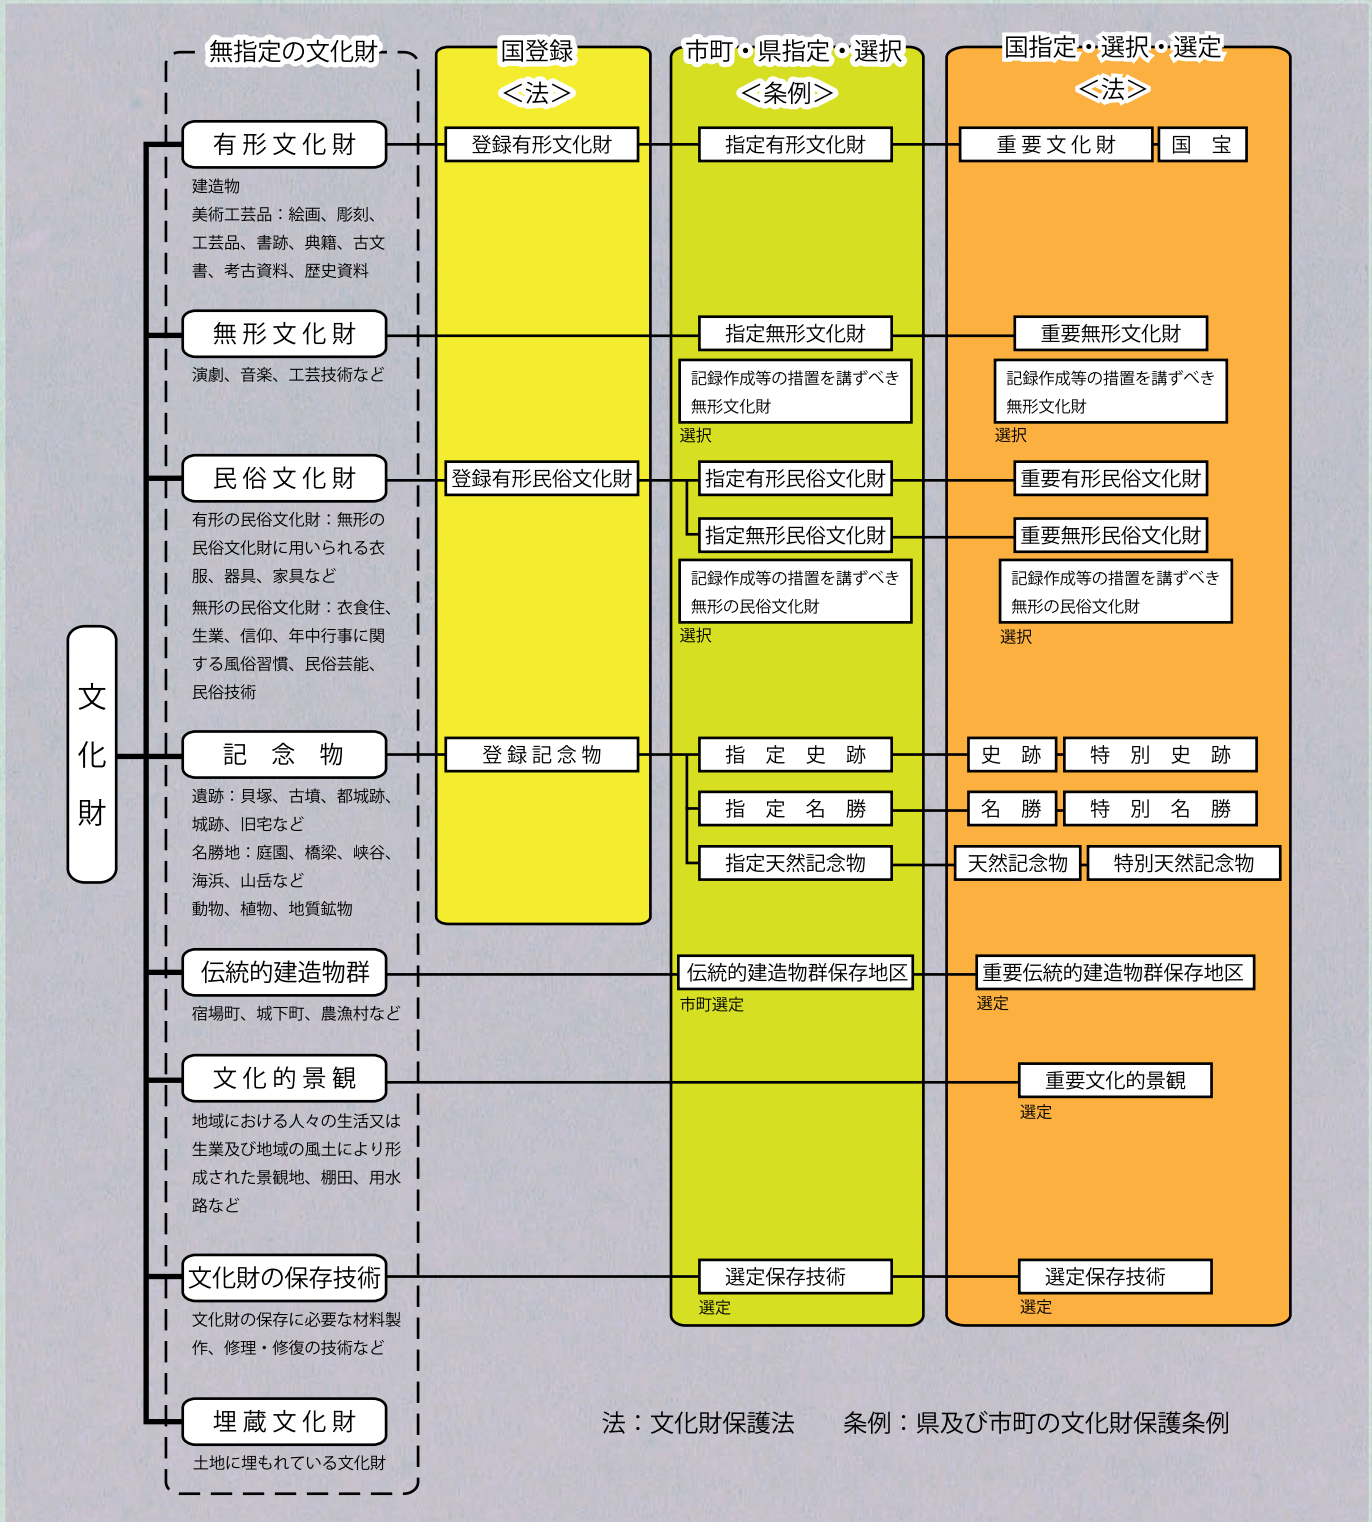 無指定の文化財
国登録
<法>
市町・県指定・選択
<条例>
国指定・選択・選定
<法>
文化財
有形文化財
登録有形文化財
指定有形文化財
重要文化財
国　宝
建造物
美術工芸品：絵画、彫刻、
工芸品、書跡、典籍、古文
書、考古資料、歴史資料
無形文化財
指定無形文化財
重要無形文化財
演劇、音楽、工芸技術など
記録作成等の措置を講ずべき
無形文化財
選択
記録作成等の措置を講ずべき
無形文化財
選択
民俗文化財
登録有形民俗文化財
指定有形民俗文化財
重要有形民俗文化財
指定無形民俗文化財
重要無形民俗文化財
有形の民俗文化財：無形の
民俗文化財に用いられる衣
服、器具、家具など
無形の民俗文化財：衣食住、
生業、信仰、年中行事に関
する風俗習慣、民俗芸能、
民俗技術
記録作成等の措置を講ずべき
無形の民俗文化財
選択
記録作成等の措置を講ずべき
無形の民俗文化財
選択
記　念　物
登録記念物
指　定　史　跡
史　跡
特　別　史　跡
指　定　名　勝
名　勝
特　別　名　勝
指定天然記念物
天然記念物
特別天然記念物
遺跡：貝塚、古墳、都城跡、
城跡、旧宅など
名勝地：庭園、橋梁、峡谷、
海浜、山岳など
動物、植物、地質鉱物
伝統的建造物群
伝統的建造物群保存地区
重要伝統的建造物群保存地区
宿場町、城下町、農漁村など
市町選定
選定
文化的景観
重要文化的景観
選定
地域における人々の生活又は
生業及び地域の風土により形
成された景観地、棚田、用水
路など
文化財の保存技術
選定保存技術
選定保存技術
選定
選定
文化財の保存に必要な材料製
作、修理・修復の技術など
埋蔵文化財
土地に埋もれている文化財
法：文化財保護法　　条例：県及び市町の文化財保護条例